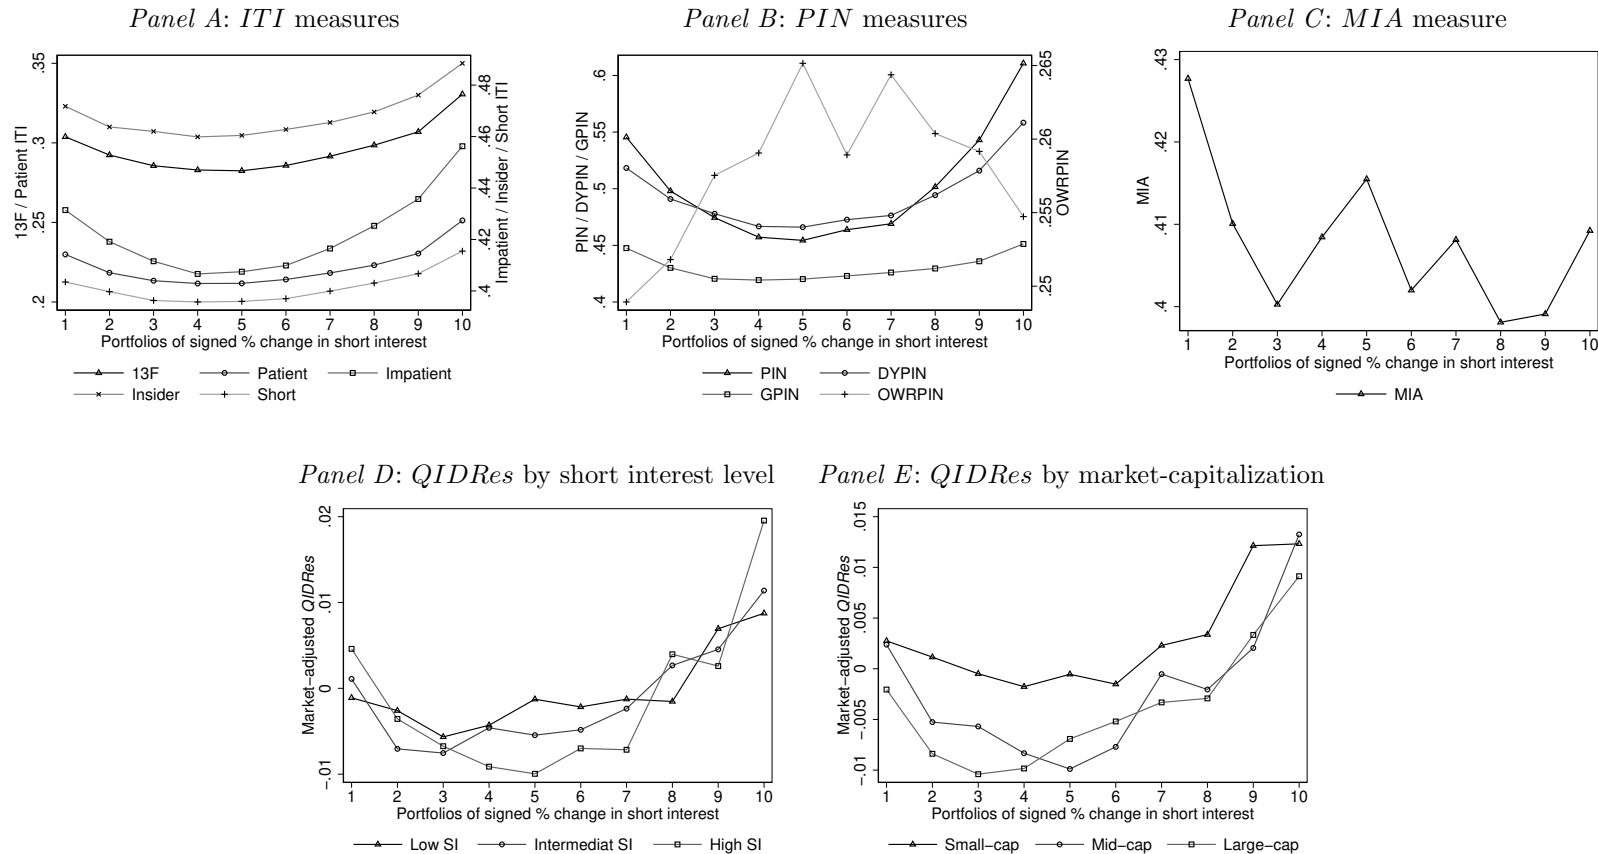 Panel A: ITI measures
.35
.3
.25
.2
13F / Patient ITI
.48
.46
.44
.42
.4
Impatient / Insider / Short ITI
1 2 3 4 5 6 7 8 9 10
Portfolios of signed % change in short interest
13F Patient Impatient
Insider Short
Panel B: PIN measures
.6
.55
.5
.45
.4
PIN / DYPIN / GPIN
.265
.26
.255
.25
OWRPIN
1 2 3 4 5 6 7 8 9 10
Portfolios of signed % change in short interest
PIN DYPIN
GPIN OWRPIN
Panel C: MIA measure
.43
.42
.41
.4
MIA
1 2 3 4 5 6 7 8 9 10
Portfolios of signed % change in short interest
MIA
Panel D: QIDRes by short interest level
.02
.01
0
−.01
Market−adjusted QIDRes
1 2 3 4 5 6 7 8 9 10
Portfolios of signed % change in short interest
Low SI Intermediat SI High SI
Panel E: QIDRes by market-capitalization
.015
.01
.005
0
−.005
−.01
Market−adjusted QIDRes
1 2 3 4 5 6 7 8 9 10
Portfolios of signed % change in short interest
Small−cap Mid−cap Large−cap